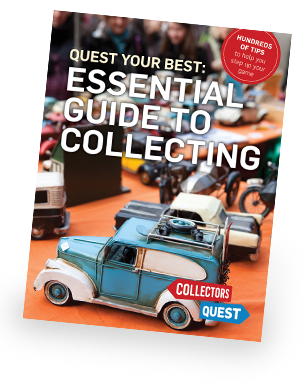 HUNDREDS
OF TIPS
to help you
step up your
game
QUEST YOUR BEST:
ESSENTIAL
GUIDE TO
COLLECTING
COLLECTORS
QUEST